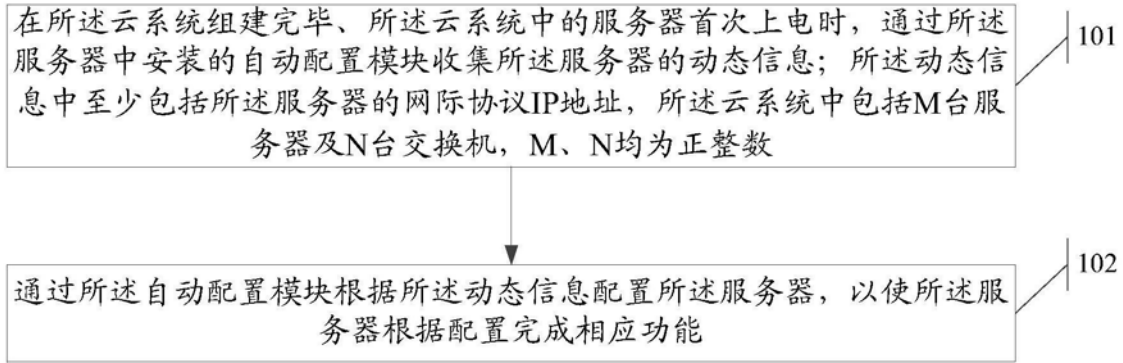 在所述云系统组建完毕、所述云系统中的服务器首次上电时，通过所述
服务器中安装的自动配置模块收集所述服务器的动态信息；所述动态信
息中至少包括所述服务器的网际协议IP地址，所述云系统中包括M台服
务器及N台交换机，M、N均为正整数
101
通过所述自动配置模块根据所述动态信息配置所述服务器，以使所述服
务器根据配置完成相应功能
102